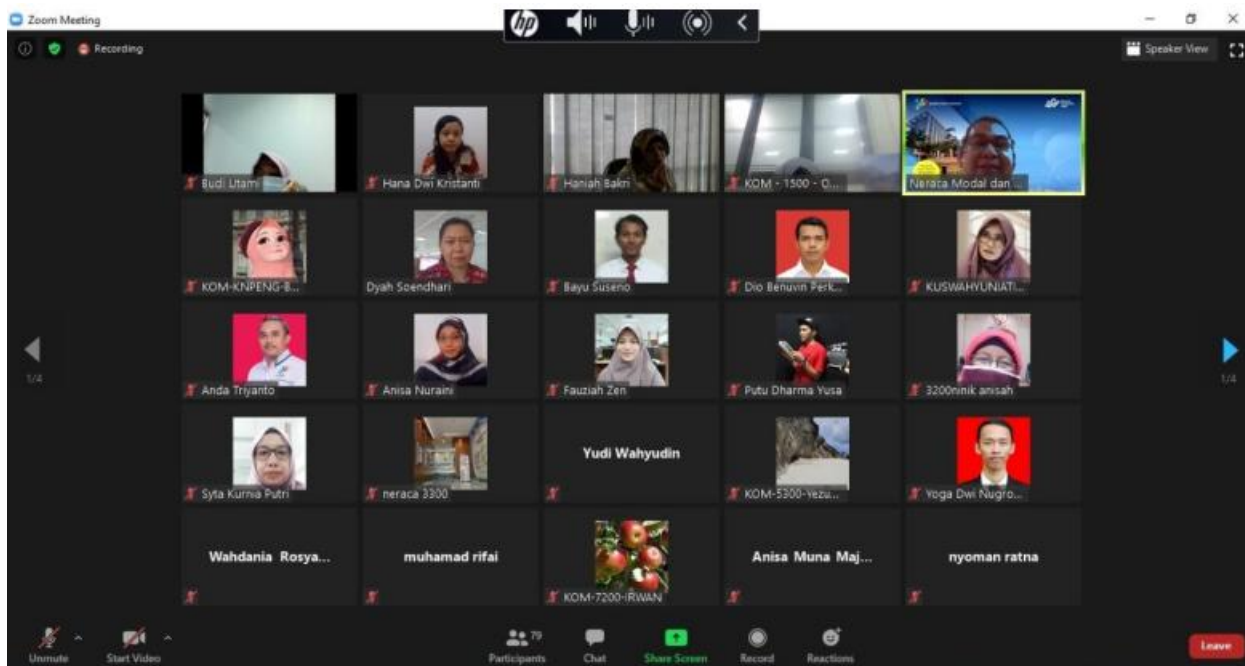 Zoom Meeting
hp
Recording
Speaker View
Budi Utami
Hana Dwi Kristanti
Haniah Bakri
KOM - 1500 - O...
Neraca Modal dan ...
KOM-KNPENG-B...
Dyah Soendhari
Bayu Suseno
Dio Benuvin Perk...
KUSWAHYUNIATI...
Anda Triyanto
Anisa Nuraini
Fauziah Zen
Putu Dharma Yusa
3200ninik anisah
Syta Kurnia Putri
neraca 3300
Yudi Wahyudin
KOM-5300-Yezu...
Yoga Dwi Nugro...
Wahdania Rosya...
muhamad rifai
KOM-7200-IRWAN
Anisa Muna Maj...
nyoman ratna
1/4
1/4
Unmute
Start Video
79
Participants
Chat
Share Screen
Record
Reactions
Leave